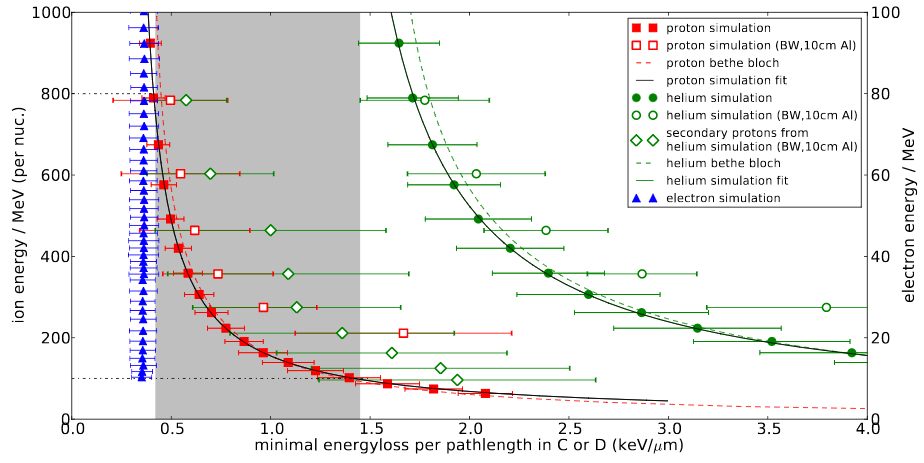 1000
800
600
400
200
0
ion energy / MeV (per nuc.)
100
80
60
40
20
0
electron energy / MeV
proton simulation
proton simulation (BW,10cm Al)
proton bethe bloch
proton simulation fit
helium simulation
helium simulation (BW,10cm Al)
secondary protons from
helium simulation (BW,10cm Al)
helium bethe bloch
helium simulation fit
electron simulation
0.0 0.5 1.0 1.5 2.0 2.5 3.0 3.5 4.0
minimal energyloss per pathlength in C or D (keV/μm)